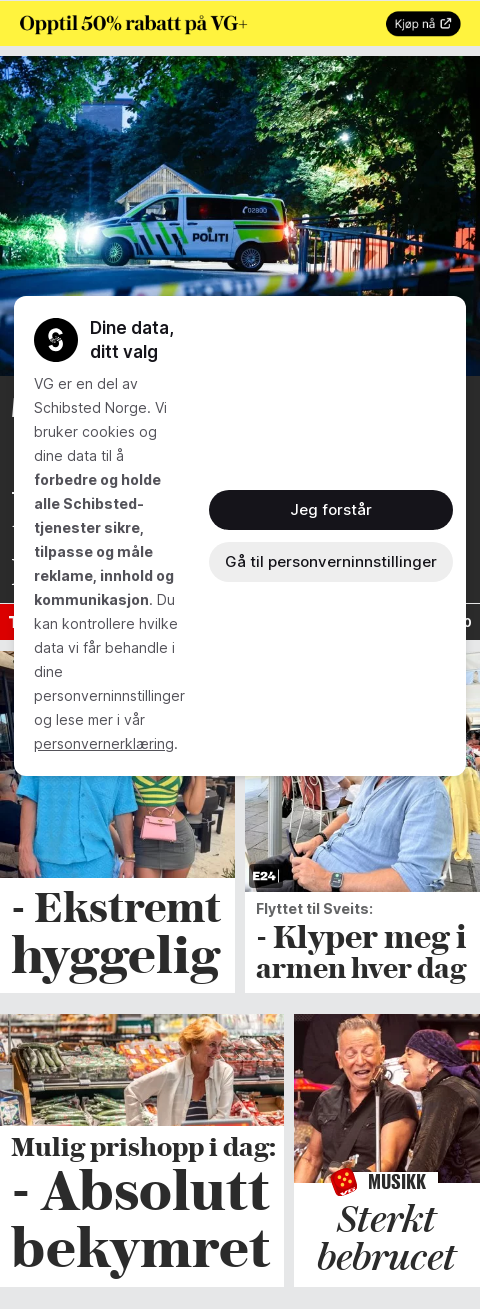 Opptil 50% rabatt på VG+
Kjøp nå
02800
POLITI
Dine data,
ditt valg
VG er en del av
Schibsted Norge. Vi
bruker cookies og
dine data til å
forbedre og holde
alle Schibsted-
tjenester sikre,
tilpasse og måle
reklame, innhold og
kommunikasjon. Du
kan kontrollere hvilke
data vi får behandle i
dine
personverninnstillinger
og lese mer i vår
personvernerklæring.
Jeg forstår
Gå til personverninnstillinger
- Ekstremt
hyggelig
E24
Flyttet til Sveits:
- Klyper meg i
armen hver dag
Mulig prishopp i dag:
- Absolutt
bekymret
MUSIKK
Sterkt
bebrucet